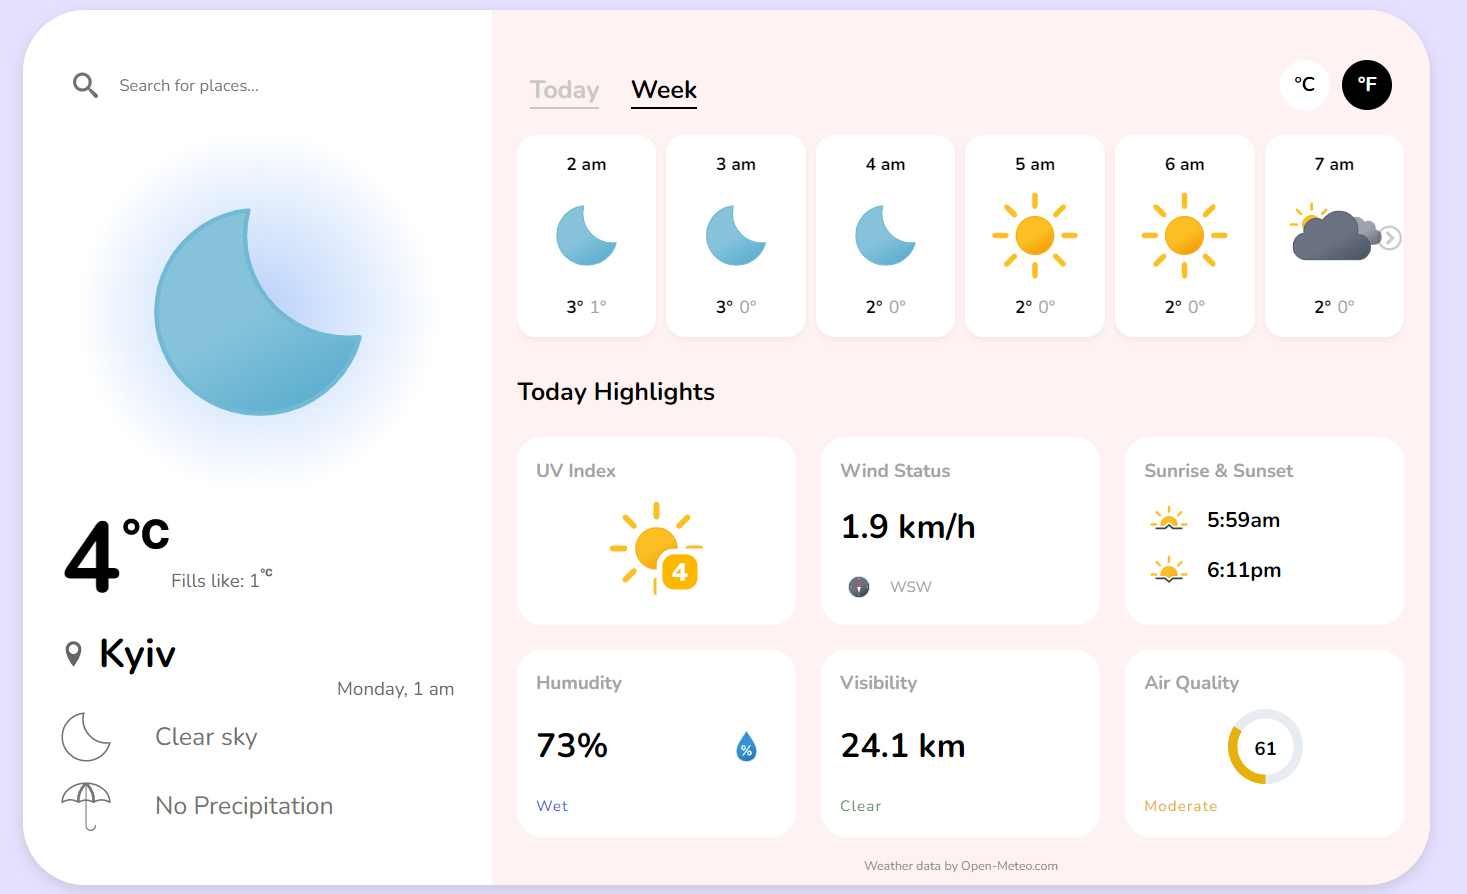 Search for places...
4°C
Fills like: 1°C
Kyiv
Monday, 1 am
Clear sky
No Precipitation
Today Week
°C °F
2 am 3 am 4 am 5 am 6 am 7 am
3° 1° 3° 0° 2° 0° 2° 0° 2° 0° 2° 0°
Today Highlights
UV Index
4
Wind Status
1.9 km/h
WSW
Sunrise & Sunset
5:59am
6:11pm
Humudity
73%
%
Wet
Visibility
24.1 km
Clear
Air Quality
61
Moderate
Weather data by Open-Meteo.com